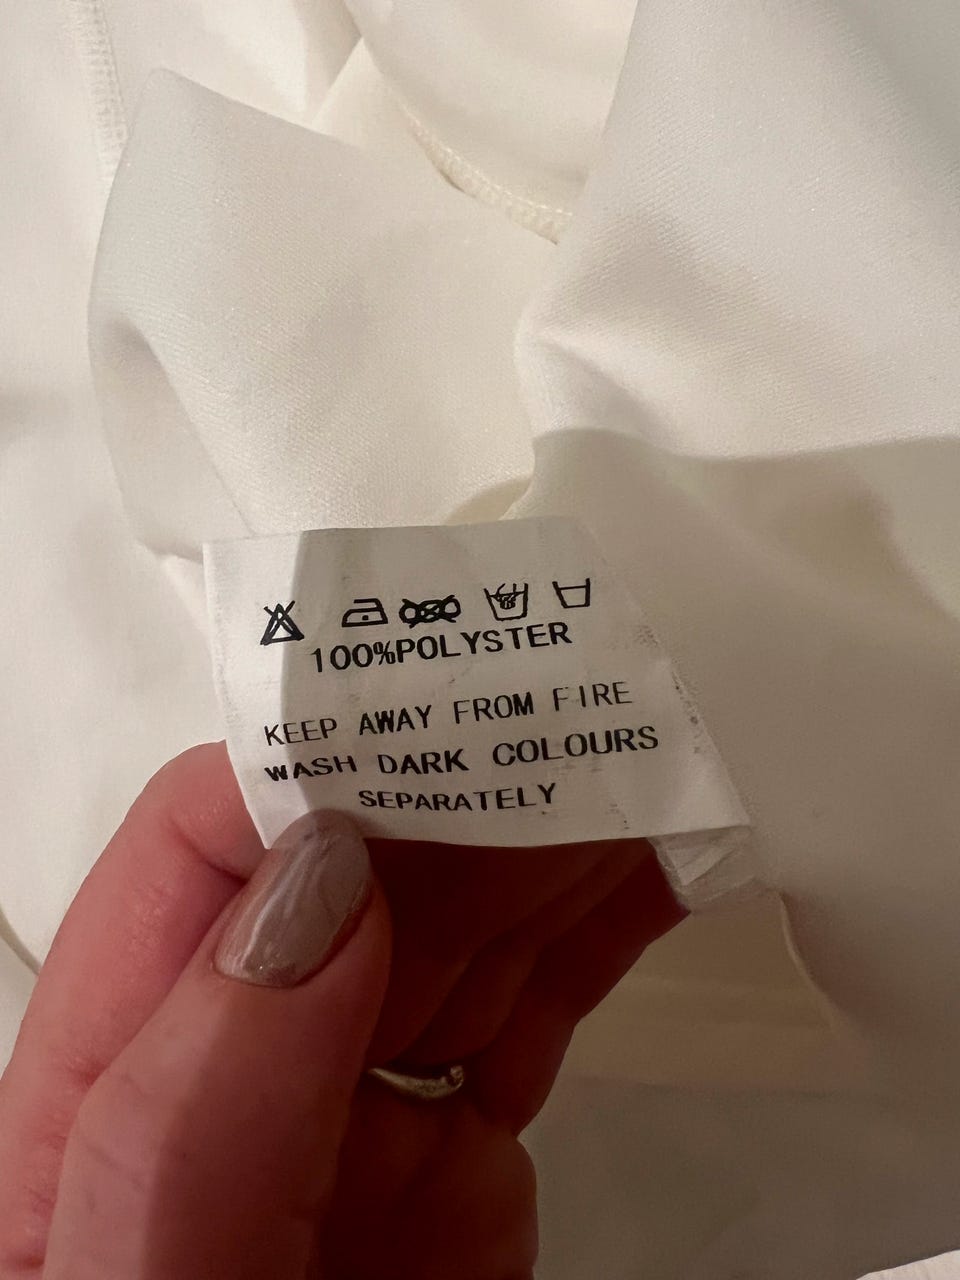 100%POLYSTER
KEEP AWAY FROM FIRE
WASH DARK COLOURS
SEPARATELY